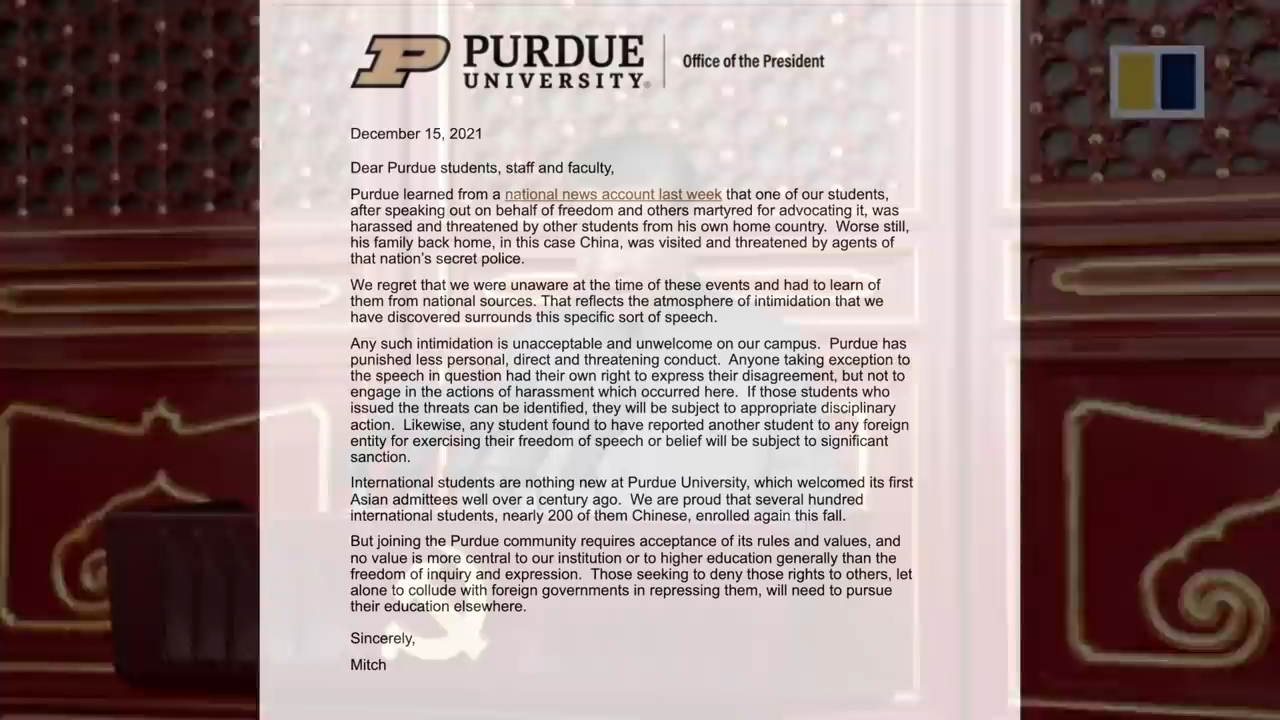 PURDUE
UNIVERSITY®
Office of the President
December 15, 2021
Dear Purdue students, staff and faculty,
Purdue learned from a national news account last week that one of our students,
after speaking out on behalf of freedom and others martyred for advocating it, was
harassed and threatened by other students from his own home country.  Worse still,
his family back home, in this case China, was visited and threatened by agents of
that nation's secret police.
We regret that we were unaware at the time of these events and had to learn of
them from national sources. That reflects the atmosphere of intimidation that we
have discovered surrounds this specific sort of speech.
Any such intimidation is unacceptable and unwelcome on our campus.  Purdue has
punished less personal, direct and threatening conduct.  Anyone taking exception to
the speech in question had their own right to express their disagreement, but not to
engage in the actions of harassment which occurred here.  If those students who
issued the threats can be identified, they will be subject to appropriate disciplinary
action.  Likewise, any student found to have reported another student to any foreign
entity for exercising their freedom of speech or belief will be subject to significant
sanction.
International students are nothing new at Purdue University, which welcomed its first
Asian admittees well over a century ago.  We are proud that several hundred
international students, nearly 200 of them Chinese, enrolled again this fall.
But joining the Purdue community requires acceptance of its rules and values, and
no value is more central to our institution or to higher education generally than the
freedom of inquiry and expression.  Those seeking to deny those rights to others, let
alone to collude with foreign governments in repressing them, will need to pursue
their education elsewhere.
Sincerely,
Mitch